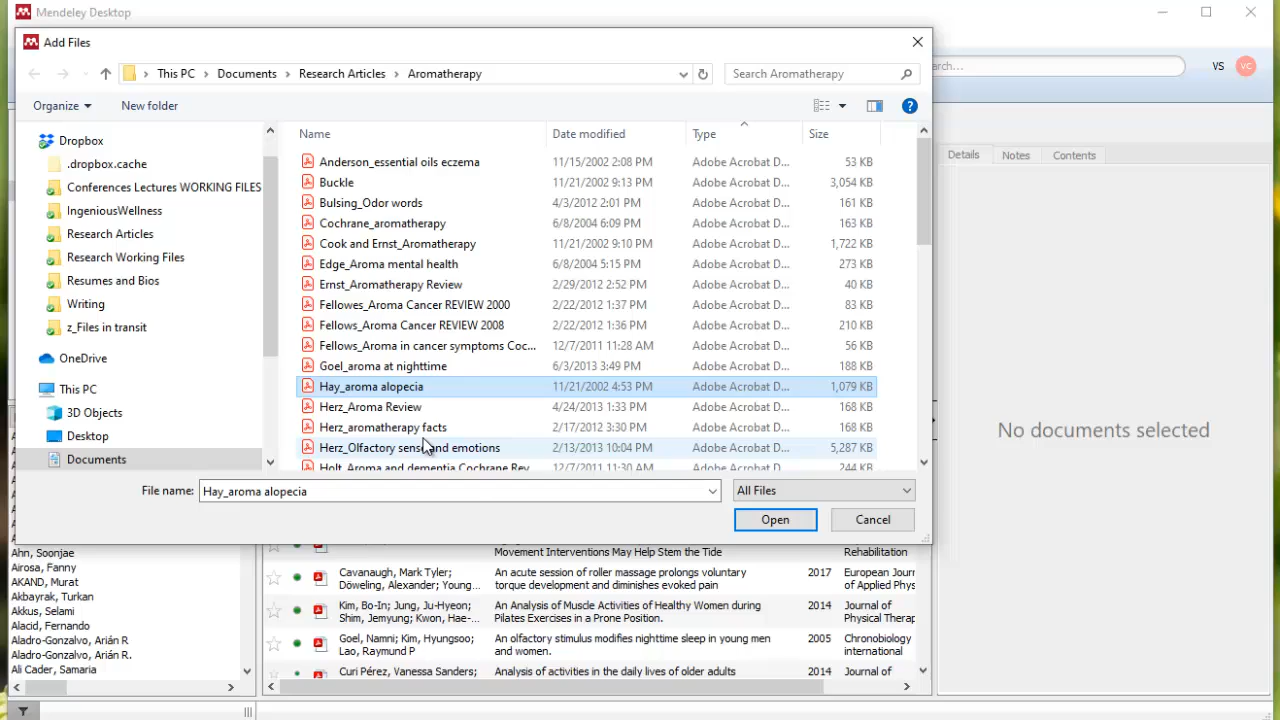 Mendeley Desktop
Add Files
This PC
Documents
Research Articles
Aromatherapy
Search Aromatherapy
arch...
VS
VC
Organize
New folder
?
Details
Notes
Contents
Name
Date modified
Type
Size
Dropbox
.dropbox.cache
Conferences Lectures WORKING FILES
IngeniousWellness
Research Articles
Research Working Files
Resumes and Bios
Writing
z_Files in transit
OneDrive
This PC
3D Objects
Desktop
Documents
Anderson_essential oils eczema 11/15/2002 2:08 PM Adobe Acrobat D... 53 KB
Buckle 11/21/2002 9:13 PM Adobe Acrobat D... 3,054 KB
Bulsing_Odor words 4/3/2012 2:01 PM Adobe Acrobat D... 161 KB
Cochrane_aromatherapy 6/8/2004 6:09 PM Adobe Acrobat D... 163 KB
Cook and Ernst_Aromatherapy 11/21/2002 9:10 PM Adobe Acrobat D... 1,722 KB
Edge_Aroma mental health 6/8/2004 5:15 PM Adobe Acrobat D... 273 KB
Ernst_Aromatherapy Review 2/29/2012 2:52 PM Adobe Acrobat D... 40 KB
Fellowes_Aroma Cancer REVIEW 2000 2/22/2012 1:37 PM Adobe Acrobat D... 83 KB
Fellows_Aroma Cancer REVIEW 2008 2/22/2012 1:36 PM Adobe Acrobat D... 210 KB
Fellows_Aroma in cancer symptoms Coc... 12/7/2011 11:28 AM Adobe Acrobat D... 56 KB
Goel_aroma at nighttime 6/3/2013 3:49 PM Adobe Acrobat D... 188 KB
Hay_aroma alopecia 11/21/2002 4:53 PM Adobe Acrobat D... 1,079 KB
Herz_Aroma Review 4/24/2013 1:33 PM Adobe Acrobat D... 168 KB
Herz_aromatherapy facts 2/17/2012 3:30 PM Adobe Acrobat D... 168 KB
Herz_Olfactory sense and emotions 2/13/2013 10:04 PM Adobe Acrobat D... 5,287 KB
Holt_Aroma and dementia Cochrane Rev... 12/7/2011 11:30 AM Adobe Acrobat D... 244 KB
No documents selected
File name: Hay_aroma alopecia
All Files
Open
Cancel
Ahn, Soonjae
Airosa, Fanny
AKAND, Murat
Akbayrak, Turkan
Akkus, Selami
Alacid, Fernando
Aladro-Gonzalvo, Arián R
Aladro-Gonzalvo, Arián R.
Ali Cader, Samaria
Movement Interventions May Help Stem the Tide
Rehabilitation
Cavanaugh, Mark Tyler;
Döweling, Alexander; Young...
An acute session of roller massage prolongs voluntary
torque development and diminishes evoked pain
2017
European Jour
of Applied Phys
Kim, Bo-In; Jung, Ju-Hyeon;
Shim, Jemyung; Kwon, Hae-...
An Analysis of Muscle Activities of Healthy Women during
Pilates Exercises in a Prone Position.
2014
Journal of
Physical Therap
Goel, Namni; Kim, Hyungsoo;
Lao, Raymund P
An olfactory stimulus modifies nighttime sleep in young men
and women.
2005
Chronobiology
international
Curi Pérez, Vanessa Sanders;
Analysis of activities in the daily lives of older adults
2014
Journal of